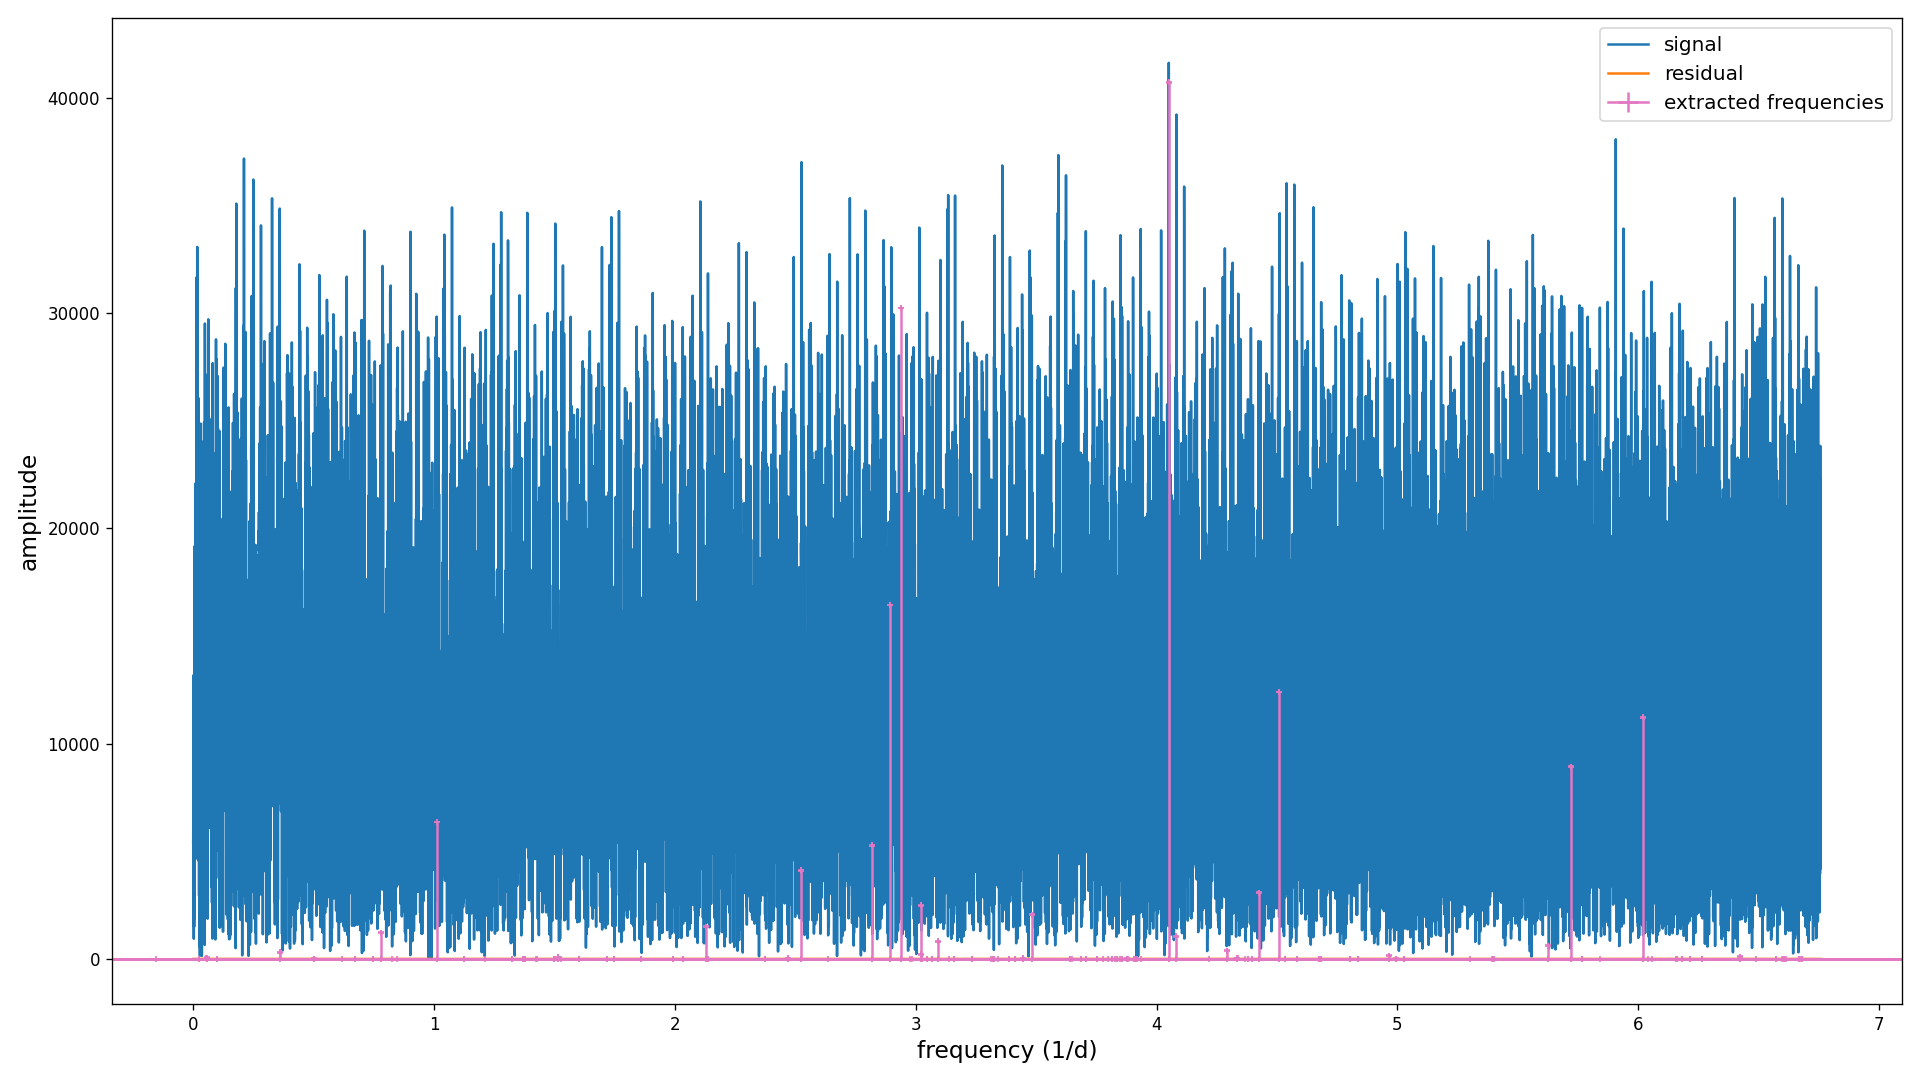 signal
residual
extracted frequencies
amplitude
40000
30000
20000
10000
0
0 1 2 3 4 5 6 7
frequency (1/d)